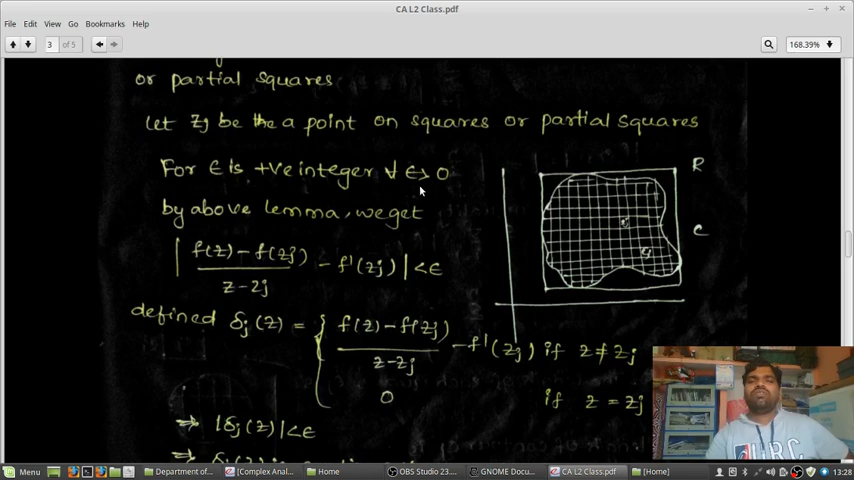 CA L2 Class.pdf
File Edit View Go Bookmarks Help
3 of 5
168.39%
or partial squares
let zj be the a point on squares or partial squares
For ϵ is +ve integer ∀ ϵ > 0
by above lemma, we get
| f(z) - f(zj) / z - zj - f'(zj) | < ϵ
R
C
defined δj(z) = { f(z) - f(zj) / z - zj - f'(zj) if z ≠ zj
0 if z = zj
⇒ |δj(z)| < ϵ
Menu Department of... [Complex Anal... Home OBS Studio 23.... GNOME Docu... CA L2 Class.pdf [Home] 13:28